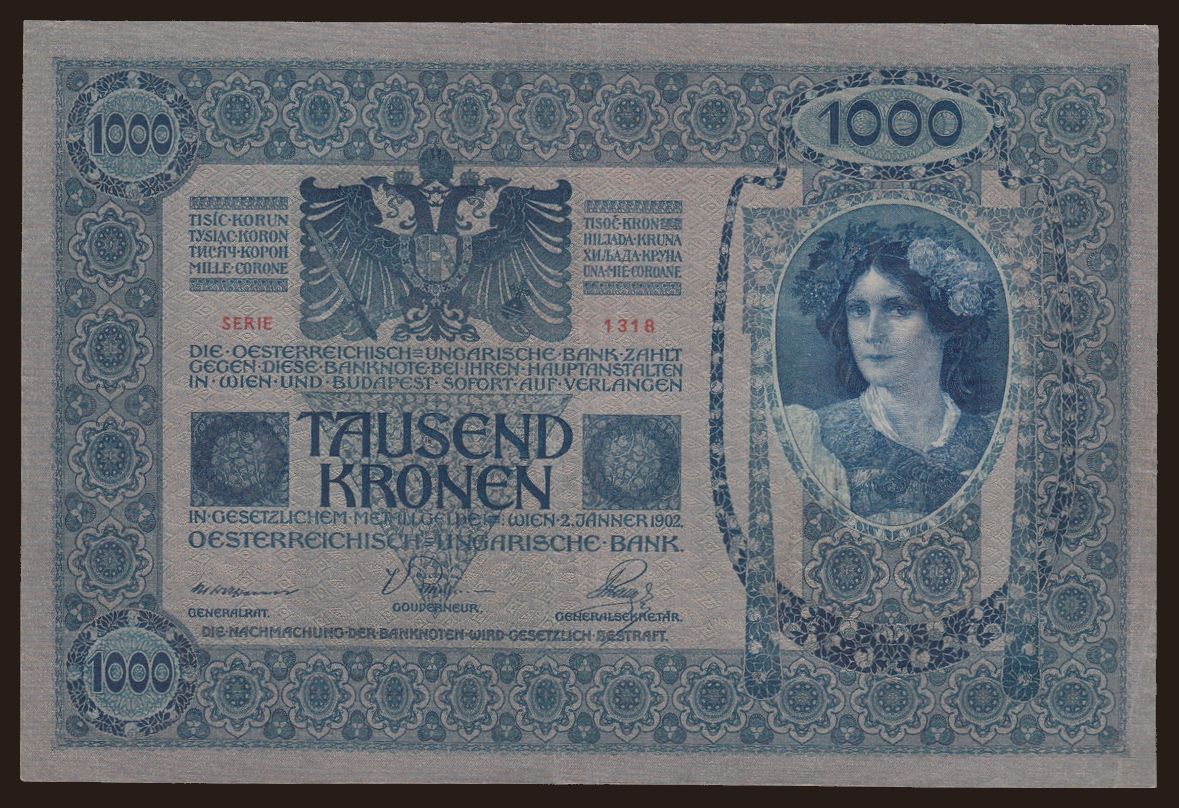 1000
1000
TISÍC·KORUN
TYSIĄC·KORON
ТИСЯЧ·КОРОН
MILLE·CORONE
TISOČ·KRON
HILJADA·KRUNA
ХИЉАДА·КРУНА
UNA·MIE·COROANE
SERIE
1318
DIE·OESTERREICHISCH=UNGARISCHE·BANK·ZAHLT
GEGEN·DIESE·BANKNOTE·BEI·IHREN·HAUPTANSTALTEN
IN·WIEN·UND·BUDAPEST·SOFORT·AUF·VERLANGEN
TAUSEND
KRONEN
IN·GESETZLICHEM·METALLGELDE=:WIEN·2.JÄNNER 1902.
OESTERREICHISCH=UNGARISCHE·BANK.
GENERALRAT.
GOUVERNEUR.
GENERALSEKRETÄR.
DIE·NACHMACHUNG·DER·BANKNOTEN·WIRD·GESETZLICH·BESTRAFT.
1000